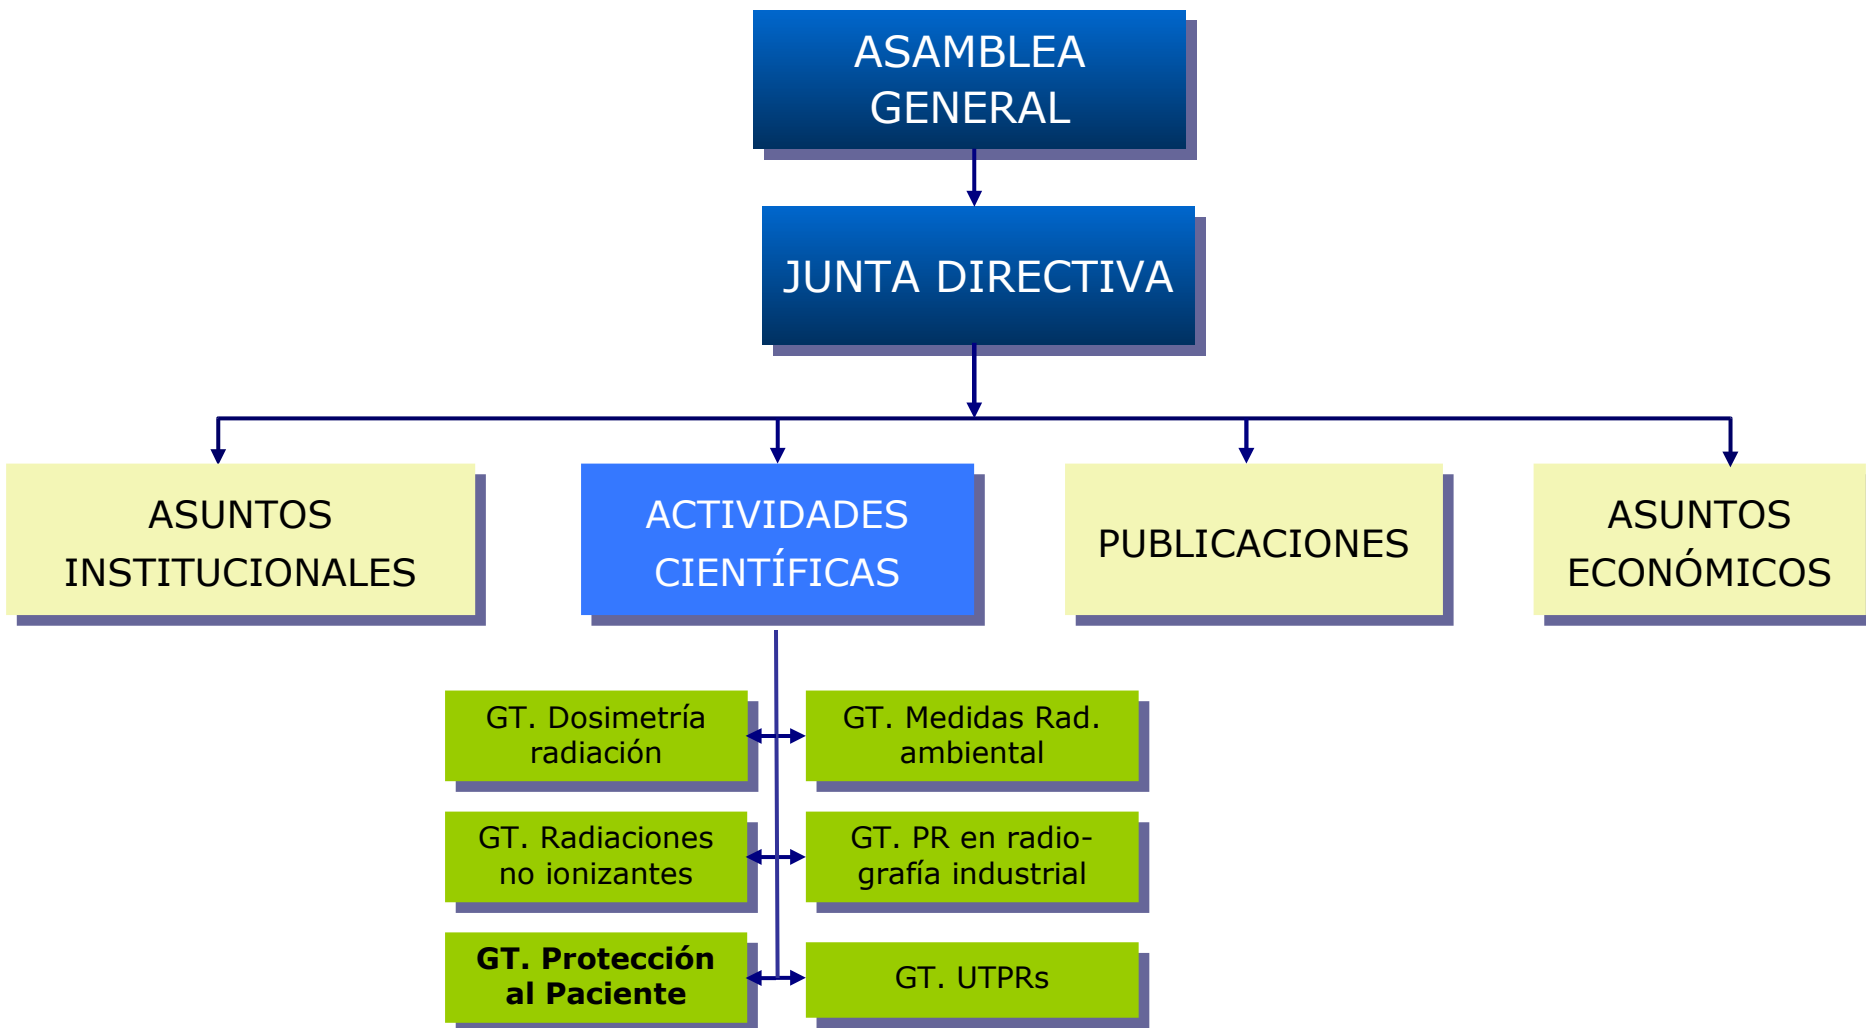 ASAMBLEA
GENERAL
JUNTA DIRECTIVA
ASUNTOS
INSTITUCIONALES
ACTIVIDADES
CIENTÍFICAS
PUBLICACIONES
ASUNTOS
ECONÓMICOS
GT. Dosimetría
radiación
GT. Medidas Rad.
ambiental
GT. Radiaciones
no ionizantes
GT. PR en radio-
grafía industrial
GT. Protección
al Paciente
GT. UTPRs